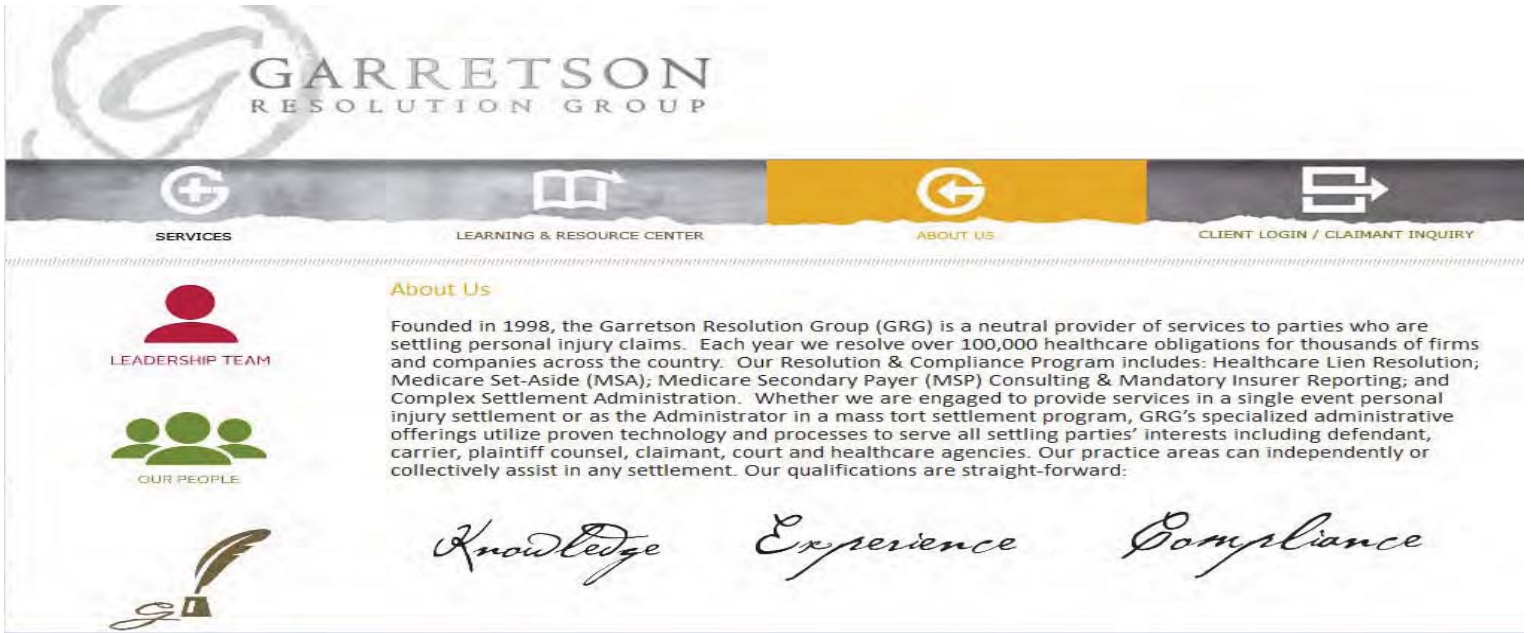 GARRETSON
RESOLUTION GROUP
SERVICES
LEARNING & RESOURCE CENTER
ABOUT US
CLIENT LOGIN / CLAIMANT INQUIRY
LEADERSHIP TEAM
OUR PEOPLE
About Us
Founded in 1998, the Garretson Resolution Group (GRG) is a neutral provider of services to parties who are
settling personal injury claims.  Each year we resolve over 100,000 healthcare obligations for thousands of firms
and companies across the country.  Our Resolution & Compliance Program includes: Healthcare Lien Resolution;
Medicare Set-Aside (MSA); Medicare Secondary Payer (MSP) Consulting & Mandatory Insurer Reporting; and
Complex Settlement Administration.  Whether we are engaged to provide services in a single event personal
injury settlement or as the Administrator in a mass tort settlement program, GRG's specialized administrative
offerings utilize proven technology and processes to serve all settling parties' interests including defendant,
carrier, plaintiff counsel, claimant, court and healthcare agencies. Our practice areas can independently or
collectively assist in any settlement. Our qualifications are straight-forward:
Knowledge Experience Compliance